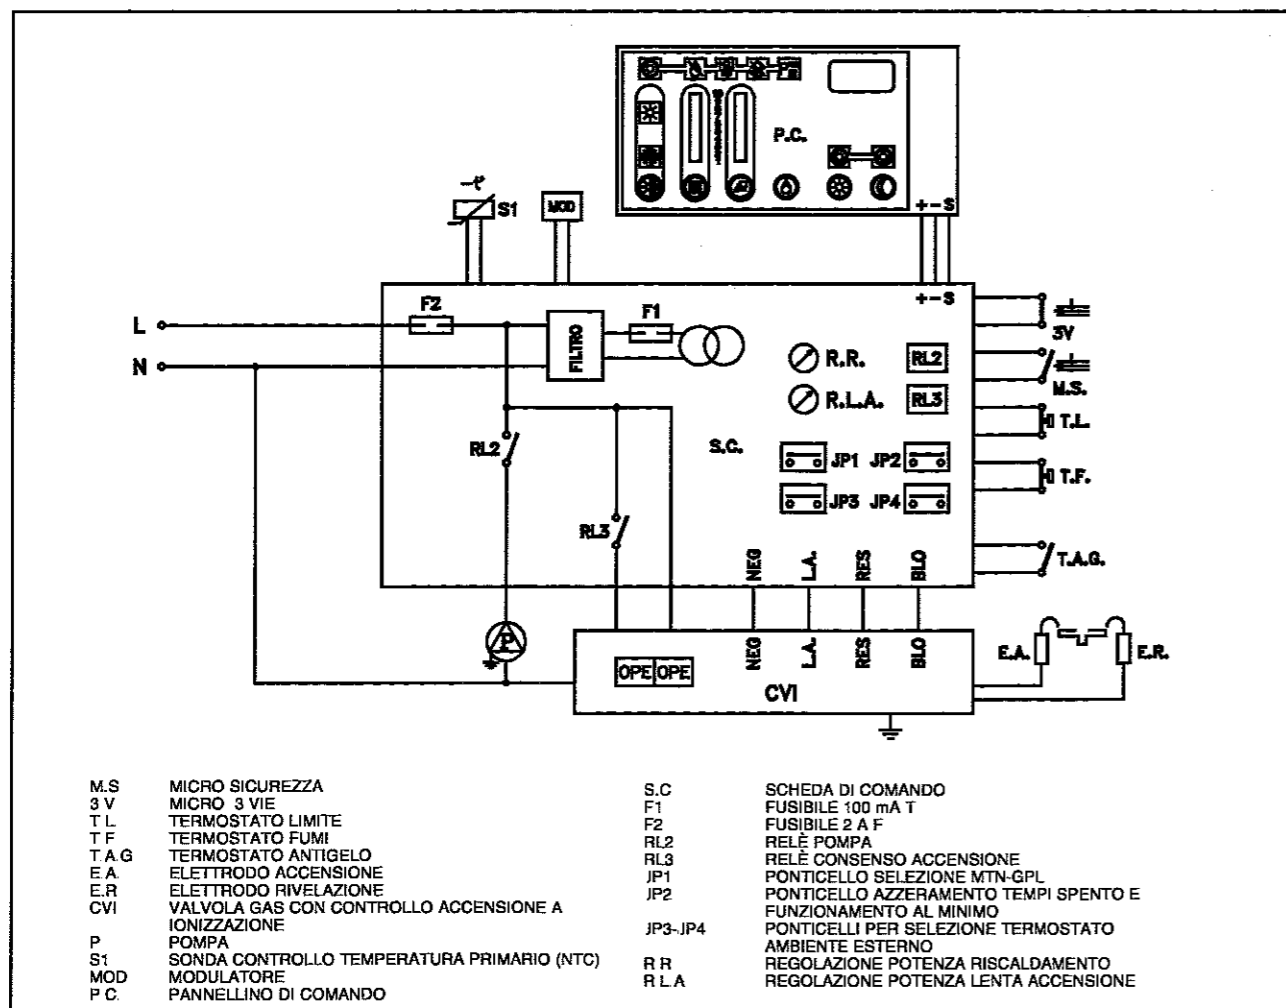 P.C.
+ - S
-t°
S1
MOD
+ - S
F2
F1
L
N
FILTRO
3V
R.R.
RL2
M.S.
R.L.A.
RL3
T.L.
RL2
S.C.
JP1
JP2
T.F.
JP3
JP4
RL3
NEG
L.A.
RES
BLO
T.A.G.
P
NEG
L.A.
RES
BLO
E.A.
E.R.
OPE
OPE
CVI
M.S MICRO SICUREZZA
3 V MICRO 3 VIE
T L TERMOSTATO LIMITE
T F TERMOSTATO FUMI
T.A.G TERMOSTATO ANTIGELO
E.A. ELETTRODO ACCENSIONE
E.R ELETTRODO RIVELAZIONE
CVI VALVOLA GAS CON CONTROLLO ACCENSIONE A
IONIZZAZIONE
P POMPA
S1 SONDA CONTROLLO TEMPERATURA PRIMARIO (NTC)
MOD MODULATORE
P C. PANNELLINO DI COMANDO
S.C SCHEDA DI COMANDO
F1 FUSIBILE 100 mA T
F2 FUSIBILE 2 A F
RL2 RELÈ POMPA
RL3 RELÈ CONSENSO ACCENSIONE
JP1 PONTICELLO SELEZIONE MTN-GPL
JP2 PONTICELLO AZZERAMENTO TEMPI SPENTO E
FUNZIONAMENTO AL MINIMO
JP3-JP4 PONTICELLI PER SELEZIONE TERMOSTATO
AMBIENTE ESTERNO
R R REGOLAZIONE POTENZA RISCALDAMENTO
R L.A REGOLAZIONE POTENZA LENTA ACCENSIONE